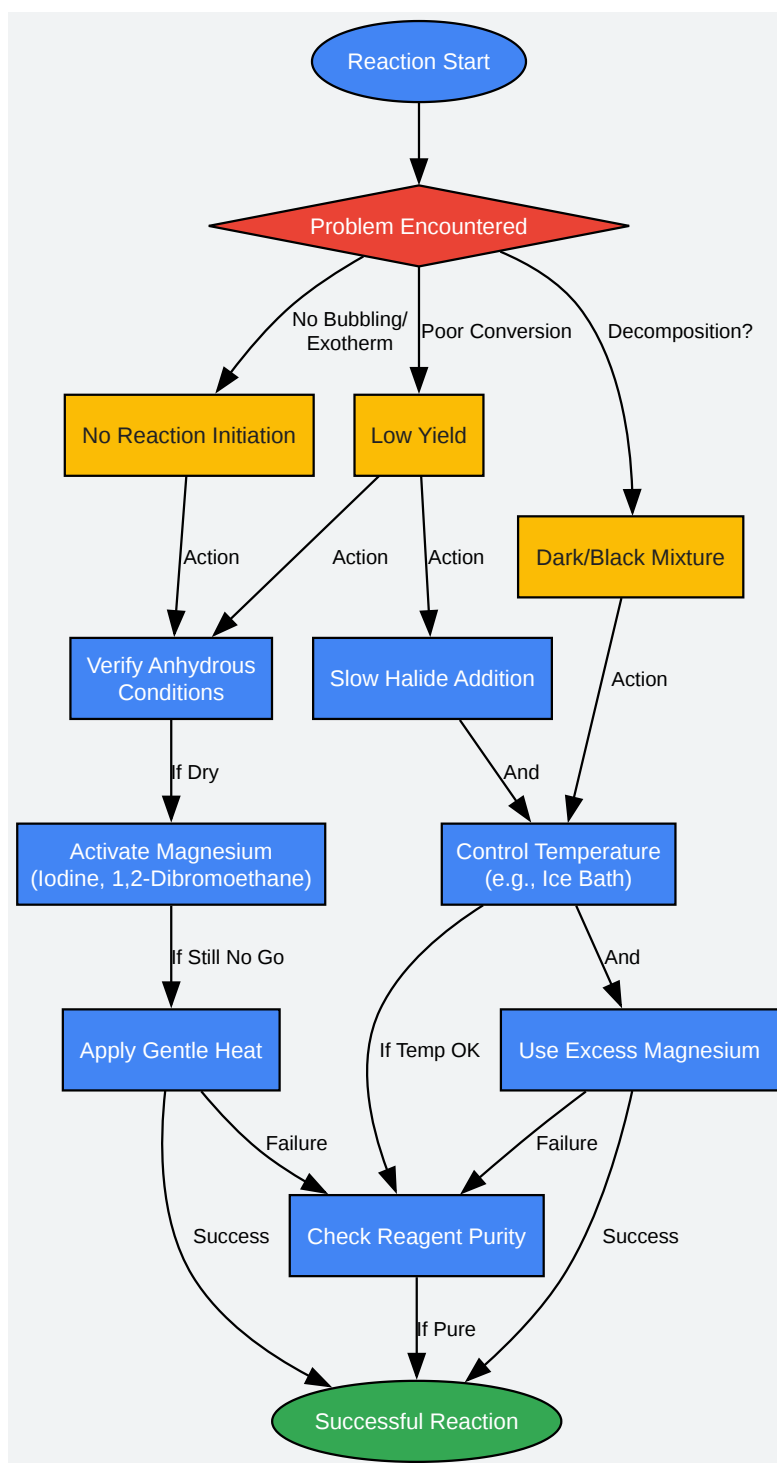 Reaction Start
Problem Encountered
No Bubbling/
Exotherm
Poor Conversion
Decomposition?
No Reaction Initiation
Low Yield
Dark/Black Mixture
Action
Action
Action
Verify Anhydrous
Conditions
Slow Halide Addition
Action
If Dry
And
Activate Magnesium
(Iodine, 1,2-Dibromoethane)
Control Temperature
(e.g., Ice Bath)
If Still No Go
And
Apply Gentle Heat
If Temp OK
Use Excess Magnesium
Failure
Failure
Success
Check Reagent Purity
Success
If Pure
Successful Reaction